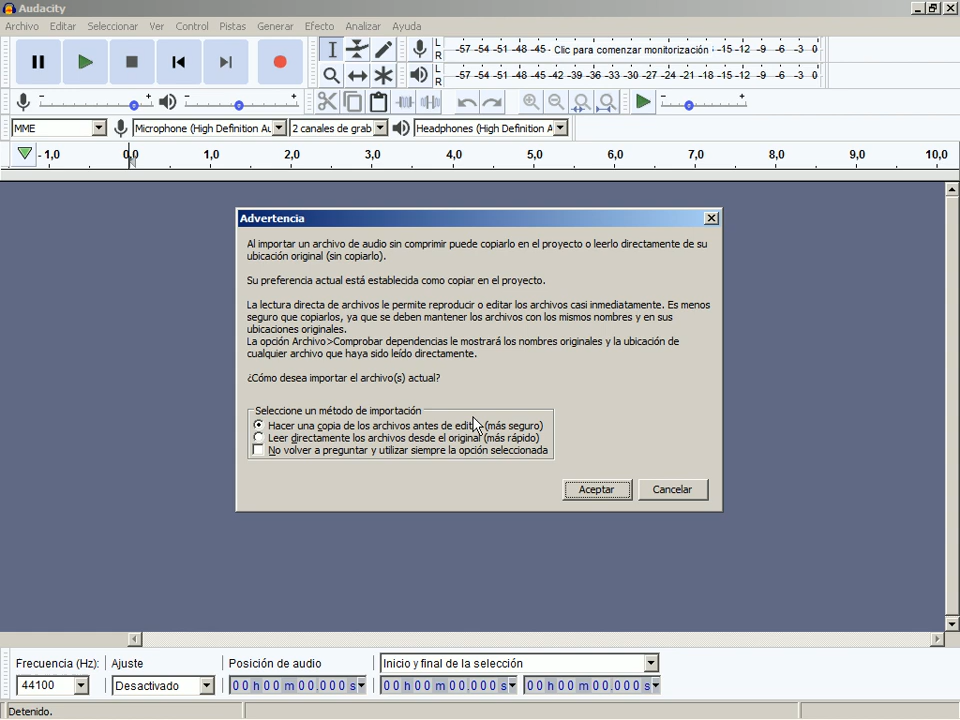 Audacity
Archivo Editar Seleccionar Ver Control Pistas Generar Efecto Analizar Ayuda
L
R
-57 -54 -51 -48 -45 - Clic para comenzar monitorización -15 -12 -9 -6 -3 0
L
R
-57 -54 -51 -48 -45 -42 -39 -36 -33 -30 -27 -24 -21 -18 -15 -12 -9 -6 -3 0
- + - +
- +
MME Microphone (High Definition Au 2 canales de grab Headphones (High Definition A
- 1,0 0,0 1,0 2,0 3,0 4,0 5,0 6,0 7,0 8,0 9,0 10,0
Advertencia
Al importar un archivo de audio sin comprimir puede copiarlo en el proyecto o leerlo directamente de su
ubicación original (sin copiarlo).
Su preferencia actual está establecida como copiar en el proyecto.
La lectura directa de archivos le permite reproducir o editar los archivos casi inmediatamente. Es menos
seguro que copiarlos, ya que se deben mantener los archivos con los mismos nombres y en sus
ubicaciones originales.
La opción Archivo>Comprobar dependencias le mostrará los nombres originales y la ubicación de
cualquier archivo que haya sido leído directamente.
¿Cómo desea importar el archivo(s) actual?
Seleccione un método de importación
Hacer una copia de los archivos antes de edit (más seguro)
Leer directamente los archivos desde el original (más rápido)
No volver a preguntar y utilizar siempre la opción seleccionada
Aceptar Cancelar
Frecuencia (Hz): Ajuste Posición de audio Inicio y final de la selección
44100 Desactivado 00 h 00 m 00.000 s 00 h 00 m 00.000 s 00 h 00 m 00.000 s
Detenido.